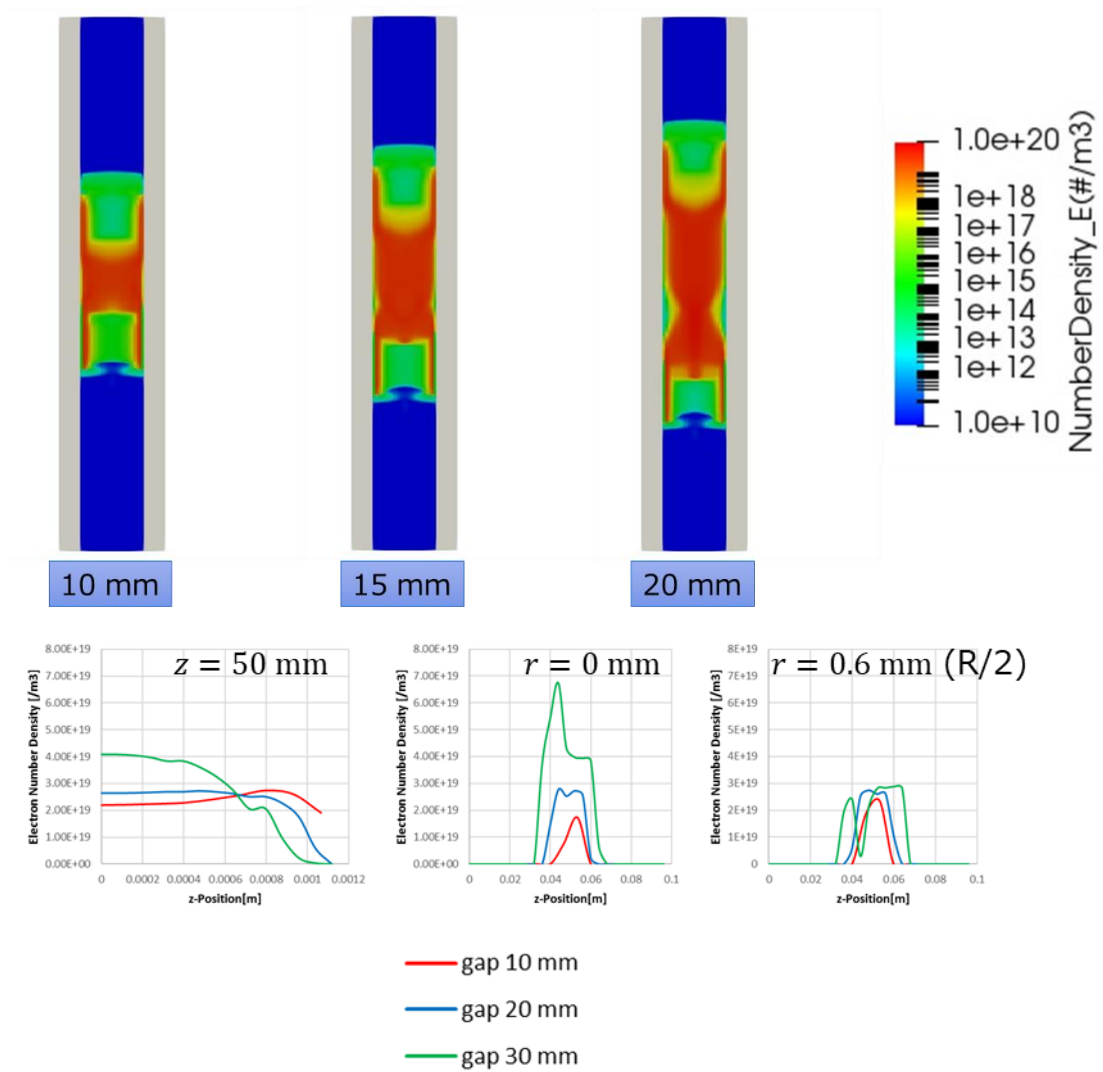 1.0e+20
1e+18
1e+17
1e+16
1e+15
1e+14
1e+13
1e+12
1.0e+10
NumberDensity_E(#/m3)
10 mm
15 mm
20 mm
z = 50 mm
8.00E+19
7.00E+19
6.00E+19
5.00E+19
4.00E+19
3.00E+19
2.00E+19
1.00E+19
0.00E+00
Electron Number Density [/m3]
0 0.0002 0.0004 0.0006 0.0008 0.001 0.0012
z-Position[m]
r = 0 mm
8.00E+19
7.00E+19
6.00E+19
5.00E+19
4.00E+19
3.00E+19
2.00E+19
1.00E+19
0.00E+00
Electron Number Density [/m3]
0 0.02 0.04 0.06 0.08 0.1
z-Position[m]
r = 0.6 mm (R/2)
8E+19
7E+19
6E+19
5E+19
4E+19
3E+19
2E+19
1E+19
0
Electron Number Density [/m3]
0 0.02 0.04 0.06 0.08 0.1
z-Position[m]
gap 10 mm
gap 20 mm
gap 30 mm